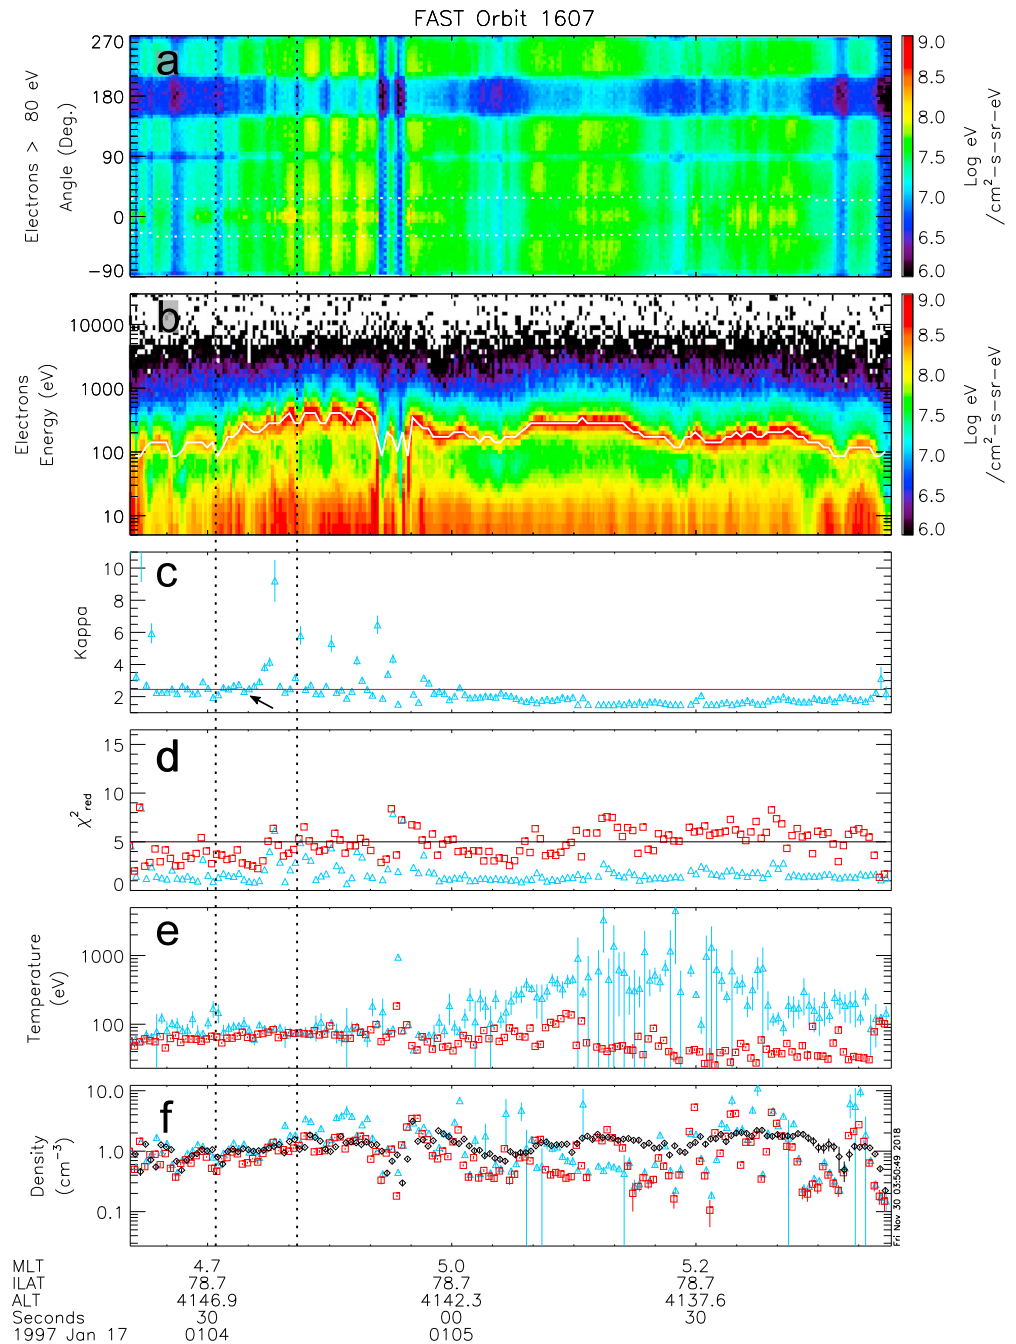 FAST Orbit 1607
a
Electrons > 80 eV
Angle (Deg.)
270
180
90
0
-90
9.0
8.5
8.0
7.5
7.0
6.5
6.0
Log eV
/cm²-s-sr-eV
b
Electrons
Energy (eV)
10000
1000
100
10
9.0
8.5
8.0
7.5
7.0
6.5
6.0
Log eV
/cm²-s-sr-eV
c
Kappa
10
8
6
4
2
d
χ²red
15
10
5
0
e
Temperature
(eV)
1000
100
f
Density
(cm⁻³)
10.0
1.0
0.1
Fri Nov 30 03:50:49 2018
MLT 4.7 5.0 5.2
ILAT 78.7 78.7 78.7
ALT 4146.9 4142.3 4137.6
Seconds 30 00 30
1997 Jan 17 0104 0105